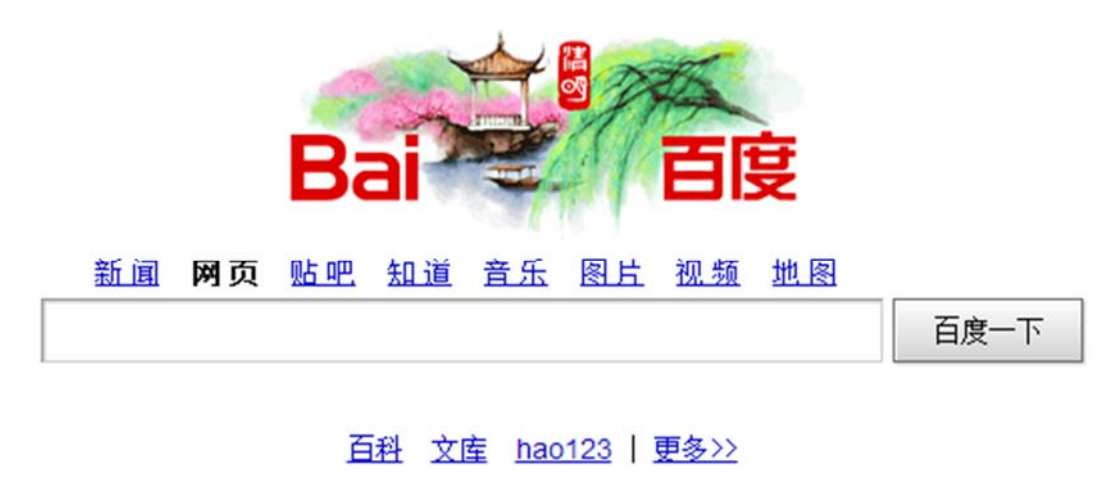 清明
Bai 百度
新闻 网页 贴吧 知道 音乐 图片 视频 地图
百度一下
百科 文库 hao123 | 更多>>